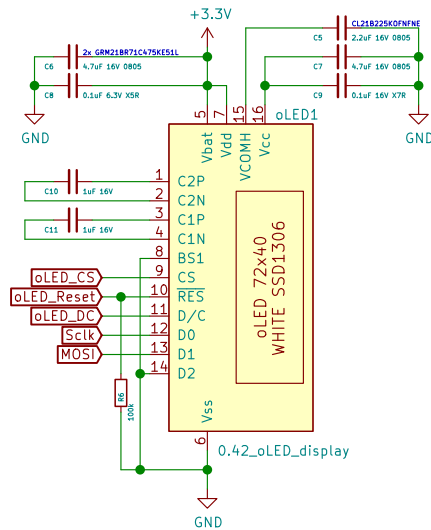 +3.3V
2x GRM21BR71C475KE51L
C6 4.7uF 16V 0805
C8 0.1uF 6.3V X5R
GND
CL21B225KOFNFNE
C5 2.2uF 16V 0805
C7 4.7uF 16V 0805
C9 0.1uF 16V X7R
GND
oLED1
5 7 15 16
Vbat Vdd VCOMH Vcc
C10 1uF 16V
1 C2P
2 C2N
C11 1uF 16V
3 C1P
4 C1N
8 BS1
oLED_CS 9 CS
oLED_Reset 10 RES
oLED_DC 11 D/C
Sclk 12 D0
MOSI 13 D1
14 D2
oLED 72x40
WHITE SSD1306
R6
100k
Vss
6
0.42_oLED_display
GND